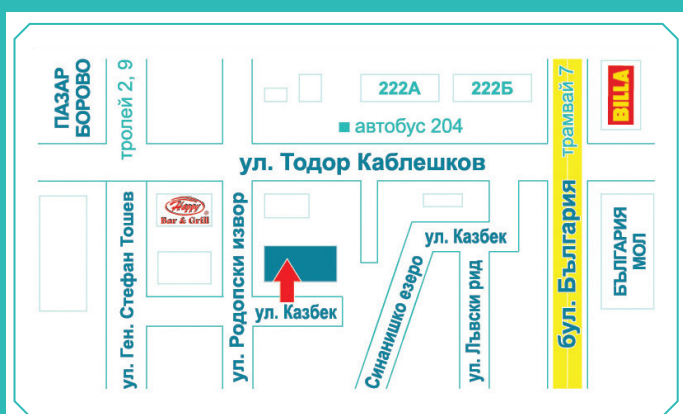 ПАЗАР
БОРОВО
тролей 2, 9
222А
222Б
трамвай 7
BILLA
автобус 204
ул. Тодор Каблешков
Happy
Bar & Grill
ул. Ген. Стефан Тошев
ул. Родопски извор
ул. Казбек
Синанишко езеро
ул. Казбек
ул. Лъвски рид
бул. България
БЪЛГАРИЯ
МОЛ